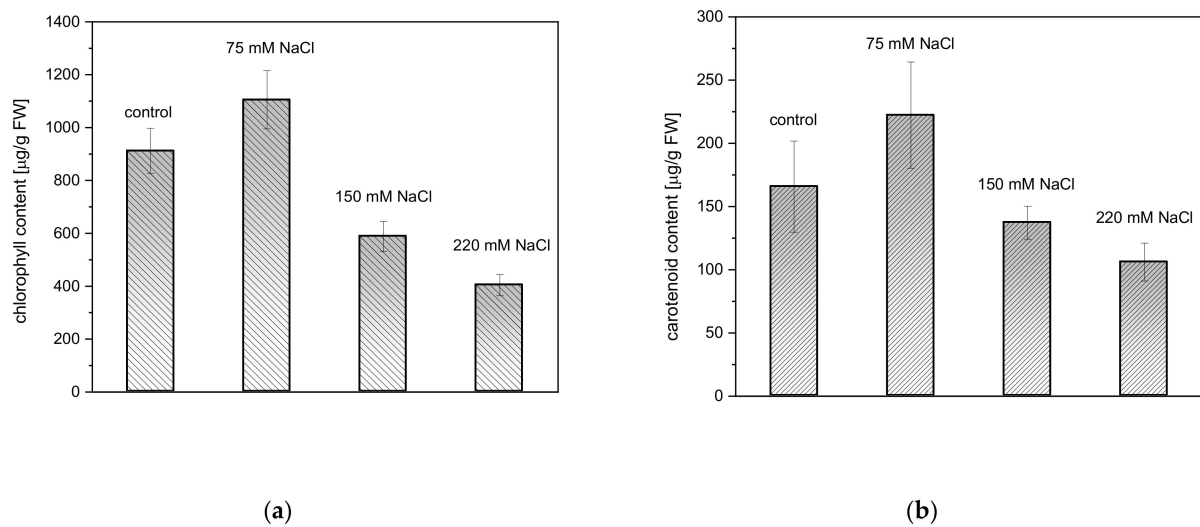 chlorophyll content [μg/g FW]
1400
1200
1000
800
600
400
200
0
control
75 mM NaCl
150 mM NaCl
220 mM NaCl
(a)
carotenoid content [μg/g FW]
300
250
200
150
100
50
0
control
75 mM NaCl
150 mM NaCl
220 mM NaCl
(b)